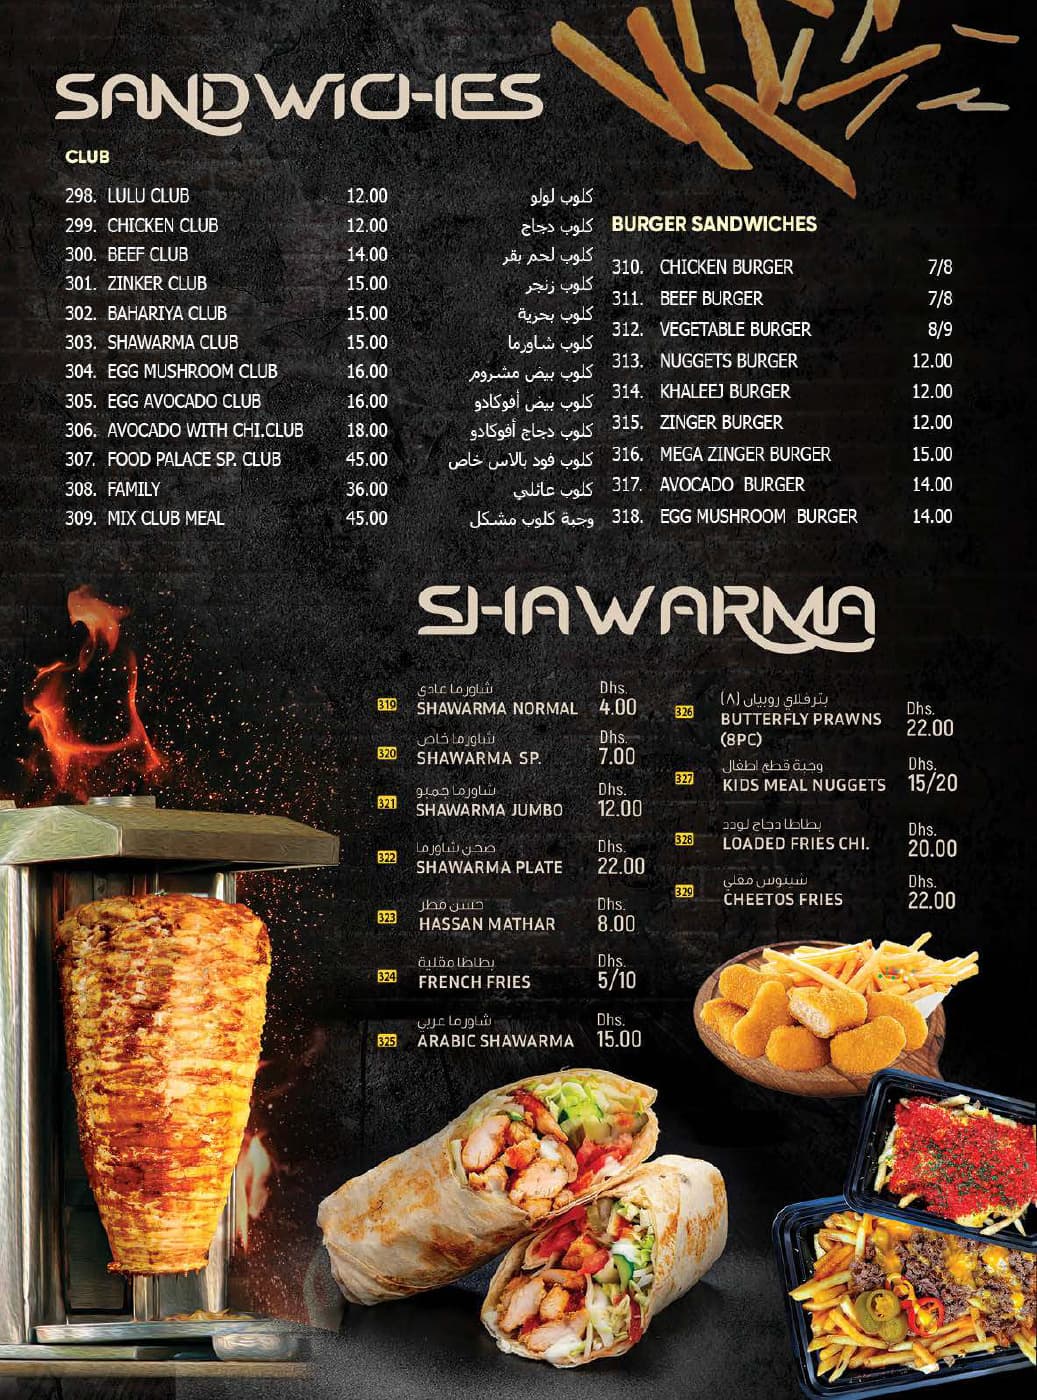 SANDWICHES
CLUB
298. LULU CLUB 12.00 كلوب لولو
299. CHICKEN CLUB 12.00 كلوب دجاج
300. BEEF CLUB 14.00 كلوب لحم بقر
301. ZINKER CLUB 15.00 كلوب زنجر
302. BAHARIYA CLUB 15.00 كلوب بحرية
303. SHAWARMA CLUB 15.00 كلوب شاورما
304. EGG MUSHROOM CLUB 16.00 كلوب بيض مشروم
305. EGG AVOCADO CLUB 16.00 كلوب بيض أفوكادو
306. AVOCADO WITH CHI.CLUB 18.00 كلوب دجاج أفوكادو
307. FOOD PALACE SP. CLUB 45.00 كلوب فود بالاس خاص
308. FAMILY 36.00 كلوب عائلي
309. MIX CLUB MEAL 45.00 وجبة كلوب مشكل
BURGER SANDWICHES
310. CHICKEN BURGER 7/8
311. BEEF BURGER 7/8
312. VEGETABLE BURGER 8/9
313. NUGGETS BURGER 12.00
314. KHALEEJ BURGER 12.00
315. ZINGER BURGER 12.00
316. MEGA ZINGER BURGER 15.00
317. AVOCADO BURGER 14.00
318. EGG MUSHROOM BURGER 14.00
SHAWARMA
شاورما عادي Dhs.
319 SHAWARMA NORMAL 4.00
شاورما خاص Dhs.
320 SHAWARMA SP. 7.00
شاورما جمبو Dhs.
321 SHAWARMA JUMBO 12.00
صحن شاورما Dhs.
322 SHAWARMA PLATE 22.00
حسن مطر Dhs.
323 HASSAN MATHAR 8.00
بطاطا مقلية Dhs.
324 FRENCH FRIES 5/10
شاورما عربي Dhs.
325 ARABIC SHAWARMA 15.00
بترفلاي روبيان (٨) Dhs.
326 BUTTERFLY PRAWNS 22.00
(8PC)
وجبة قطع اطفال Dhs.
327 KIDS MEAL NUGGETS 15/20
بطاطا دجاج لودد Dhs.
328 LOADED FRIES CHI. 20.00
شيتوس مقلي Dhs.
329 CHEETOS FRIES 22.00